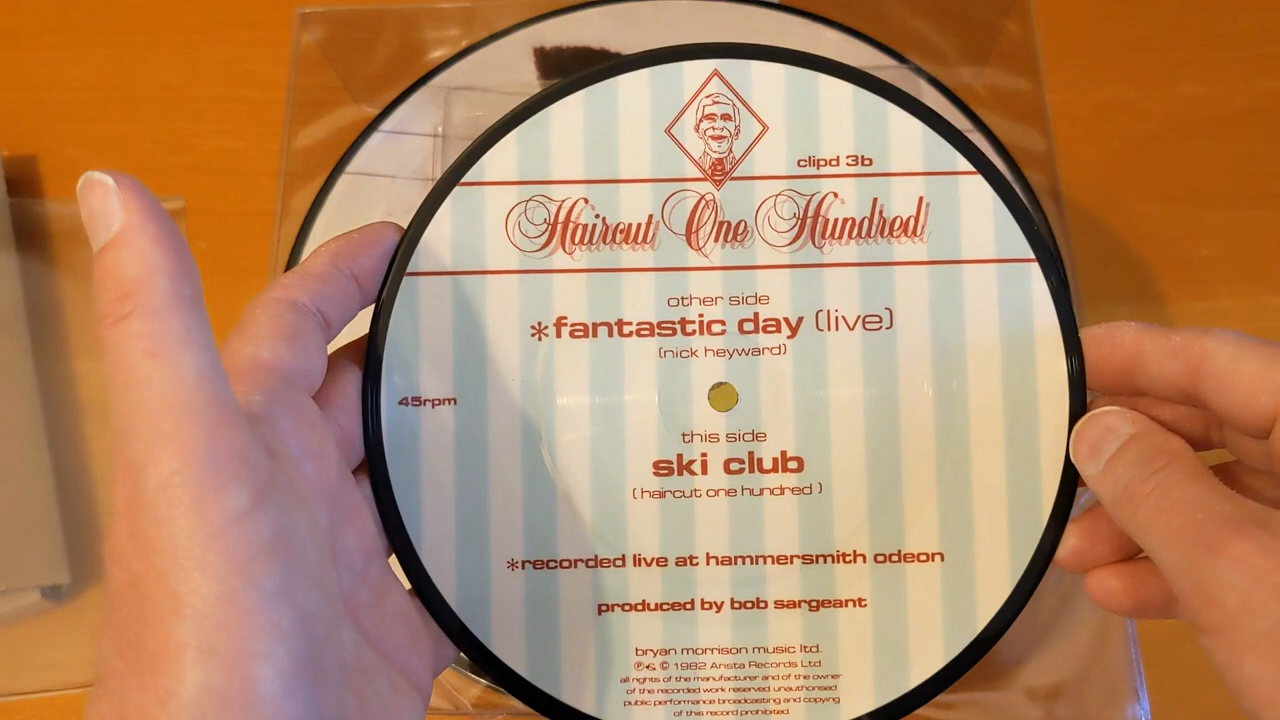 clipd 3b
Haircut One Hundred
other side
*fantastic day (live)
(nick heyward)
45rpm
this side
ski club
(haircut one hundred)
*recorded live at hammersmith odeon
produced by bob sargeant
bryan morrison music ltd.
℗ © 1982 Arista Records Ltd
all rights of the manufacturer and of the owner
of the recorded work reserved. unauthorised
public performance broadcasting and copying
of this record prohibited